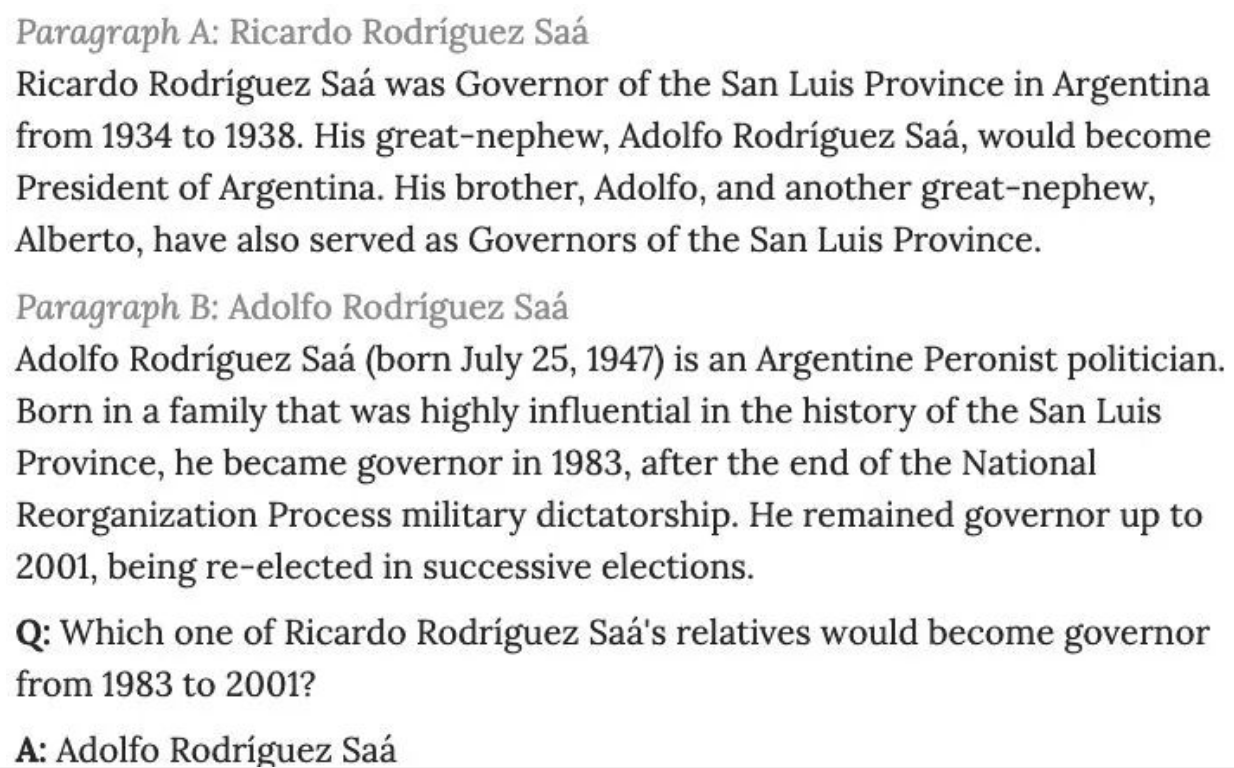 Paragraph A: Ricardo Rodríguez Saá
Ricardo Rodríguez Saá was Governor of the San Luis Province in Argentina
from 1934 to 1938. His great-nephew, Adolfo Rodríguez Saá, would become
President of Argentina. His brother, Adolfo, and another great-nephew,
Alberto, have also served as Governors of the San Luis Province.
Paragraph B: Adolfo Rodríguez Saá
Adolfo Rodríguez Saá (born July 25, 1947) is an Argentine Peronist politician.
Born in a family that was highly influential in the history of the San Luis
Province, he became governor in 1983, after the end of the National
Reorganization Process military dictatorship. He remained governor up to
2001, being re-elected in successive elections.
Q: Which one of Ricardo Rodríguez Saá's relatives would become governor
from 1983 to 2001?
A: Adolfo Rodríguez Saá